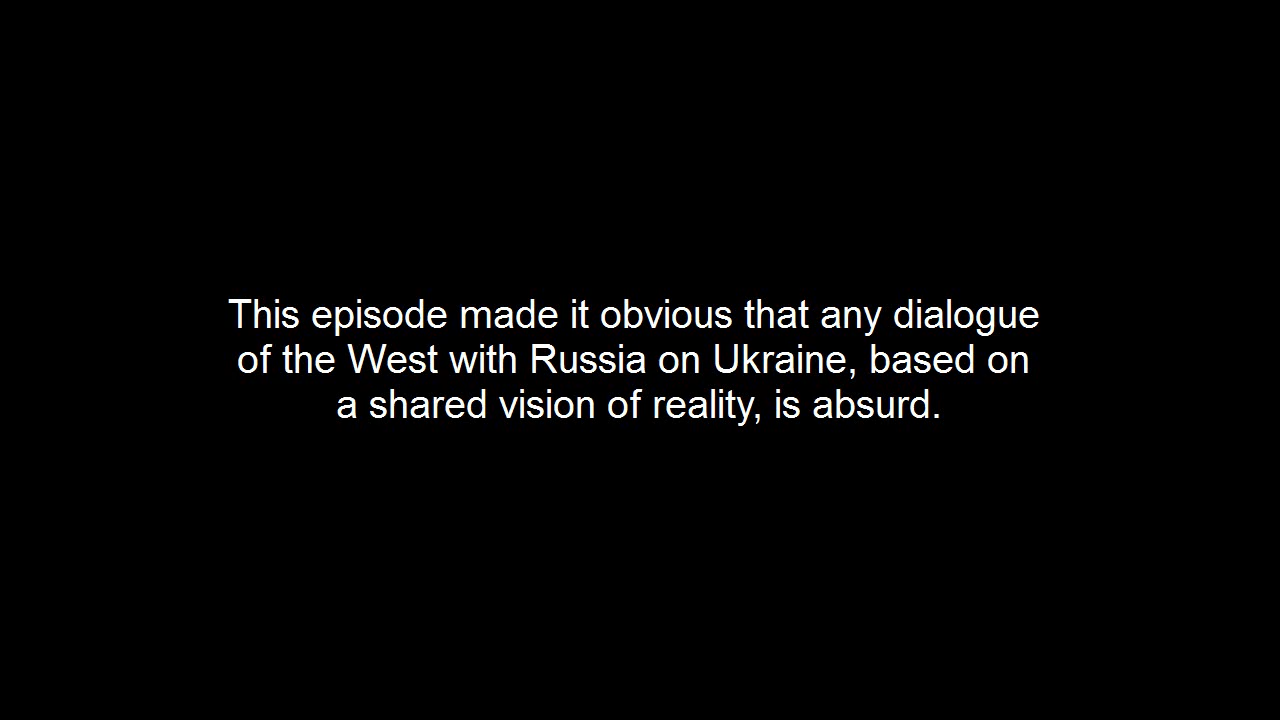 This episode made it obvious that any dialogue
of the West with Russia on Ukraine, based on
a shared vision of reality, is absurd.